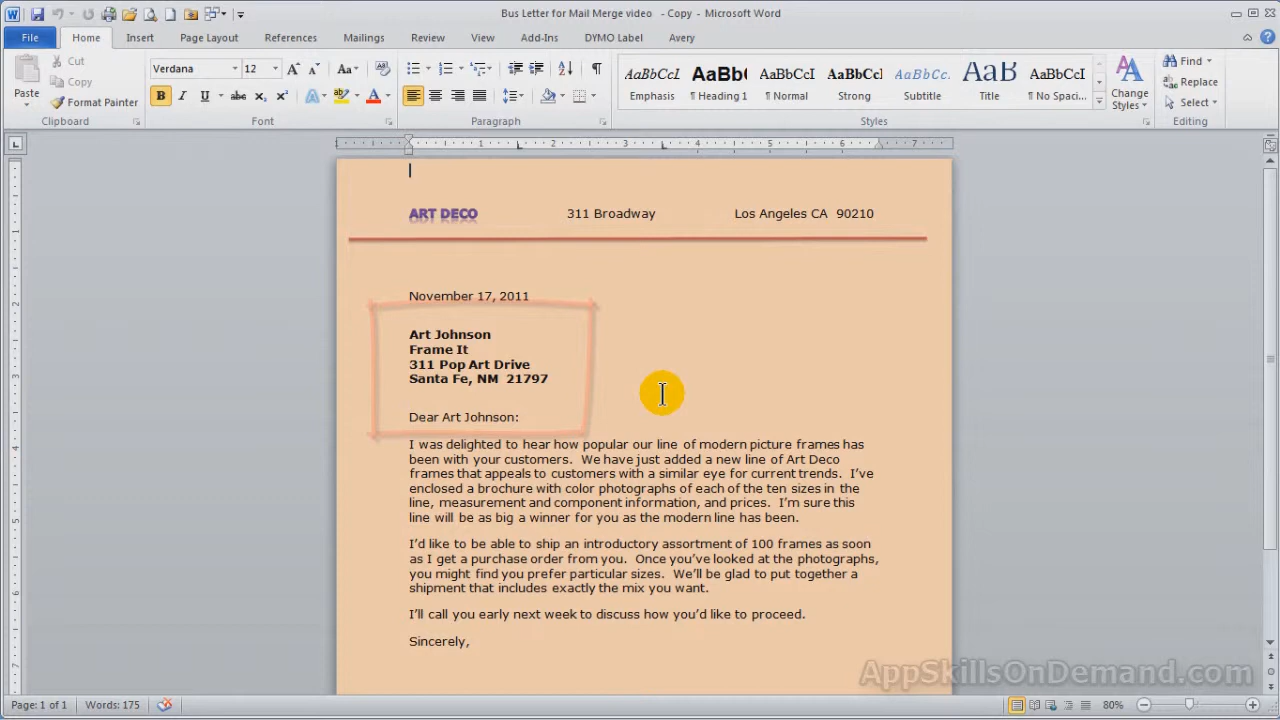 Bus Letter for Mail Merge video - Copy - Microsoft Word
File Home Insert Page Layout References Mailings Review View Add-Ins DYMO Label Avery
Cut
Copy
Format Painter
Paste
Clipboard
Verdana 12
Font
Paragraph
AaBbCcI AaBb( AaBbCcI AaBbCcI AaBbCc. AaB AaBbCcI
Emphasis ¶ Heading 1 ¶ Normal Strong Subtitle Title ¶ No Spaci...
Change Styles
Styles
Find
Replace
Select
Editing
1 1 2 3 4 5 6 7
ART DECO 311 Broadway Los Angeles CA 90210
November 17, 2011
Art Johnson
Frame It
311 Pop Art Drive
Santa Fe, NM 21797
Dear Art Johnson:
I was delighted to hear how popular our line of modern picture frames has
been with your customers. We have just added a new line of Art Deco
frames that appeals to customers with a similar eye for current trends. I’ve
enclosed a brochure with color photographs of each of the ten sizes in the
line, measurement and component information, and prices. I’m sure this
line will be as big a winner for you as the modern line has been.
I’d like to be able to ship an introductory assortment of 100 frames as soon
as I get a purchase order from you. Once you’ve looked at the photographs,
you might find you prefer particular sizes. We’ll be glad to put together a
shipment that includes exactly the mix you want.
I’ll call you early next week to discuss how you’d like to proceed.
Sincerely,
AppSkillsOnDemand.com
Page: 1 of 1 Words: 175 80%